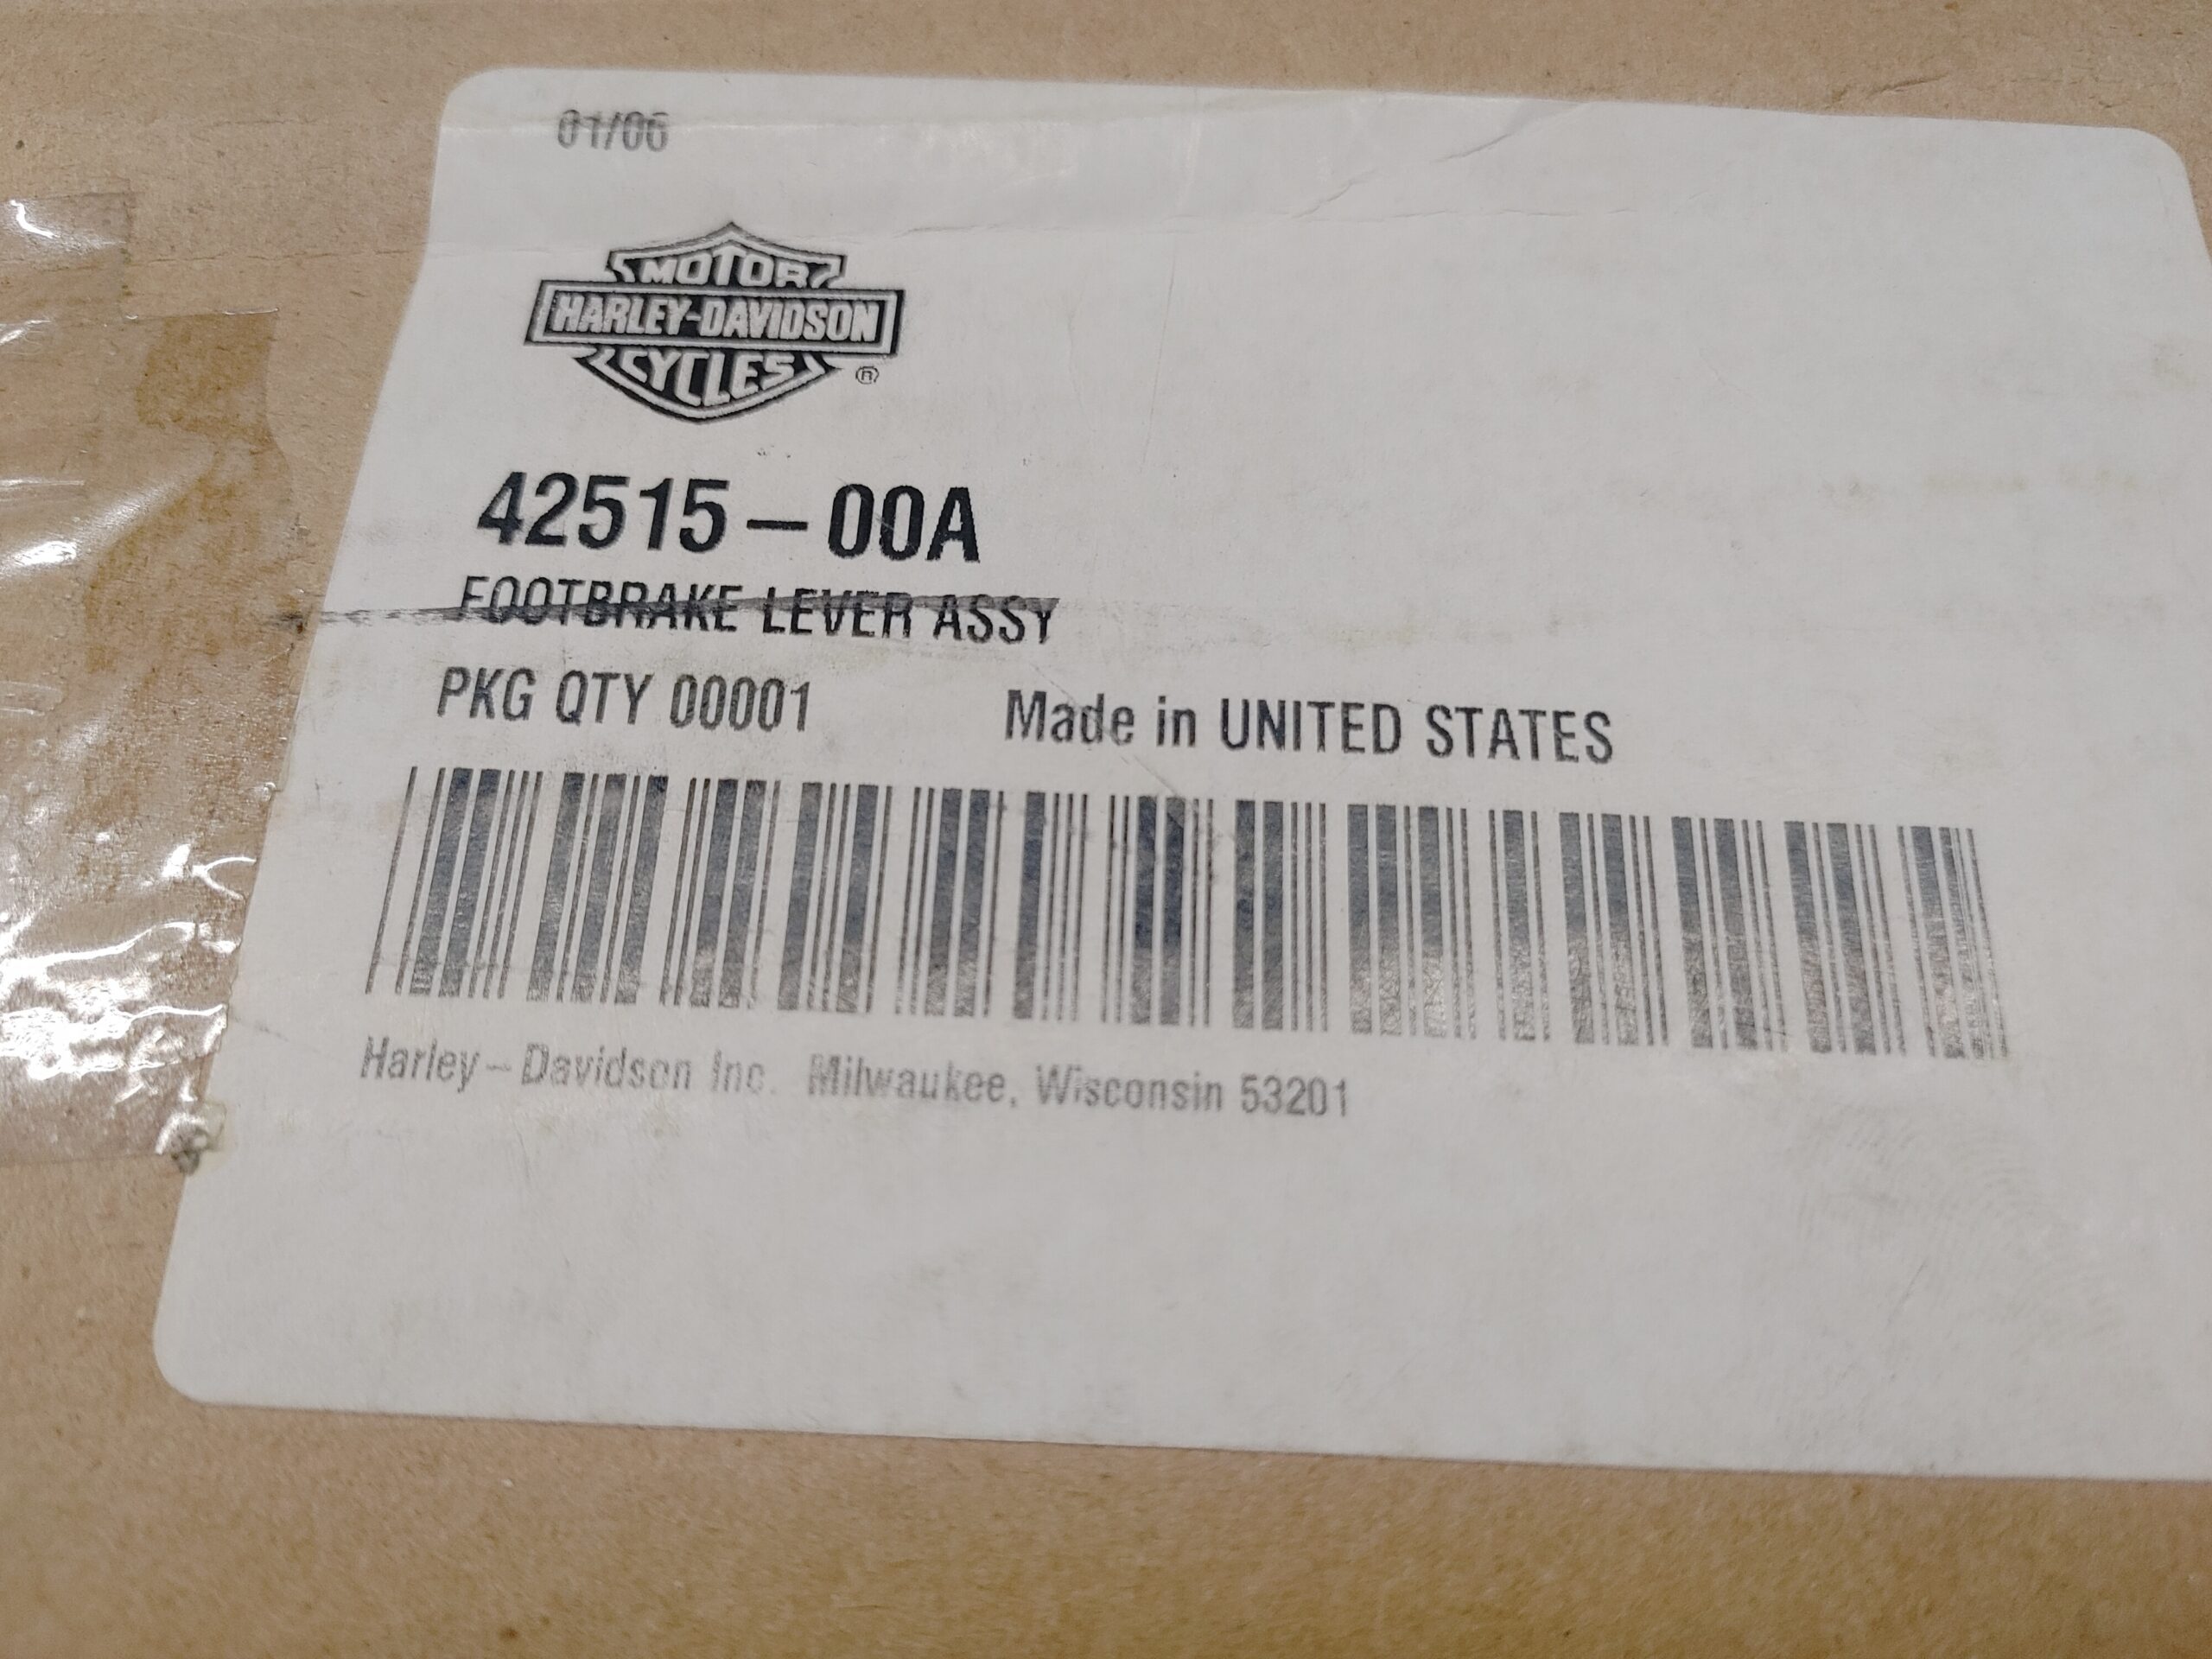 01/06
MOTOR
HARLEY-DAVIDSON
CYCLES
®
42515-00A
FOOTBRAKE LEVER ASSY
PKG QTY 00001 Made in UNITED STATES
Harley-Davidson Inc. Milwaukee, Wisconsin 53201